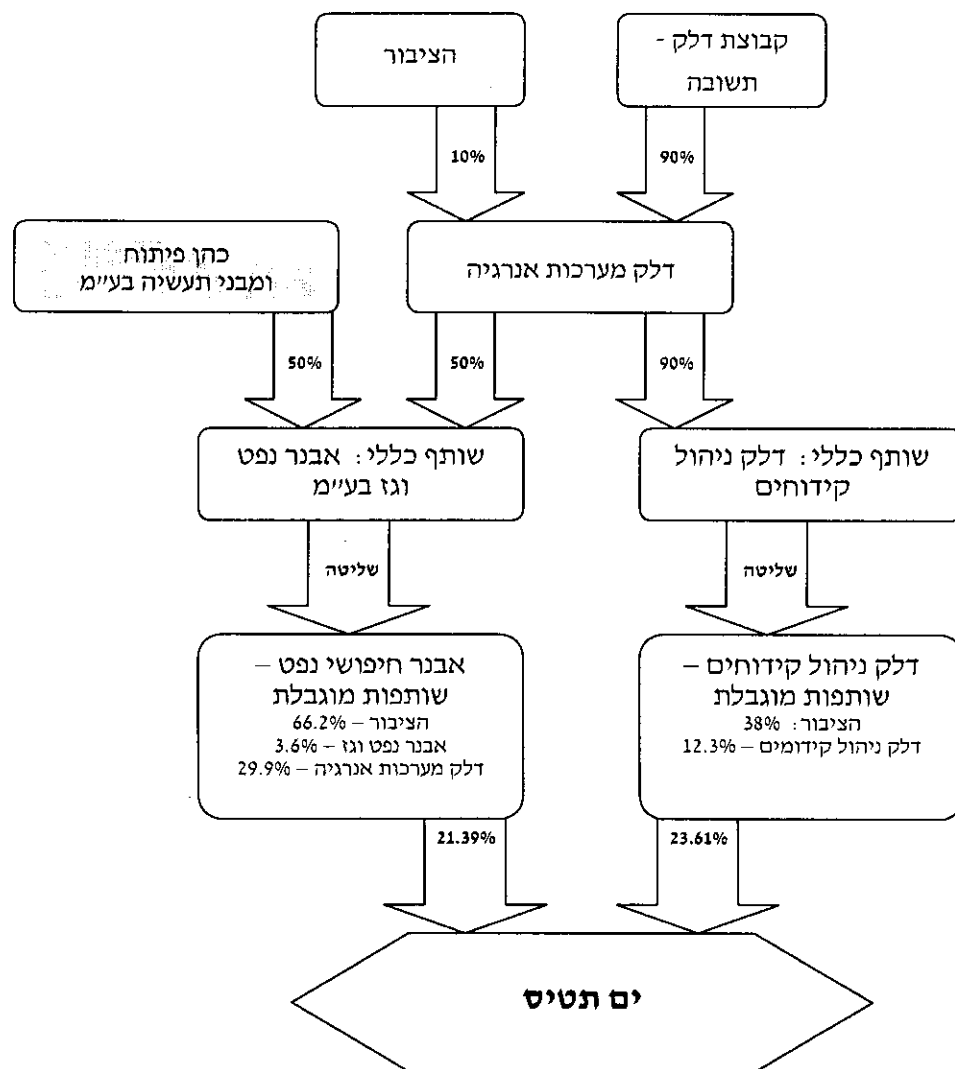 קבוצת דלק -
תשובה
הציבור
90%
10%
דלק מערכות אנרגיה
כהן פיתוח
ומבני תעשיה בע״מ
90%
50%
50%
שותף כללי: דלק ניהול
קידוחים
שותף כללי: אבנר נפט
וגז בע״מ
שליטה
שליטה
דלק ניהול קידוחים –
שותפות מוגבלת
הציבור: 38%
דלק ניהול קידומים – 12.3%
אבנר חיפושי נפט –
שותפות מוגבלת
הציבור – 66.2%
אבנר נפט וגז – 3.6%
דלק מערכות אנרגיה – 29.9%
23.61%
21.39%
ים תטיס